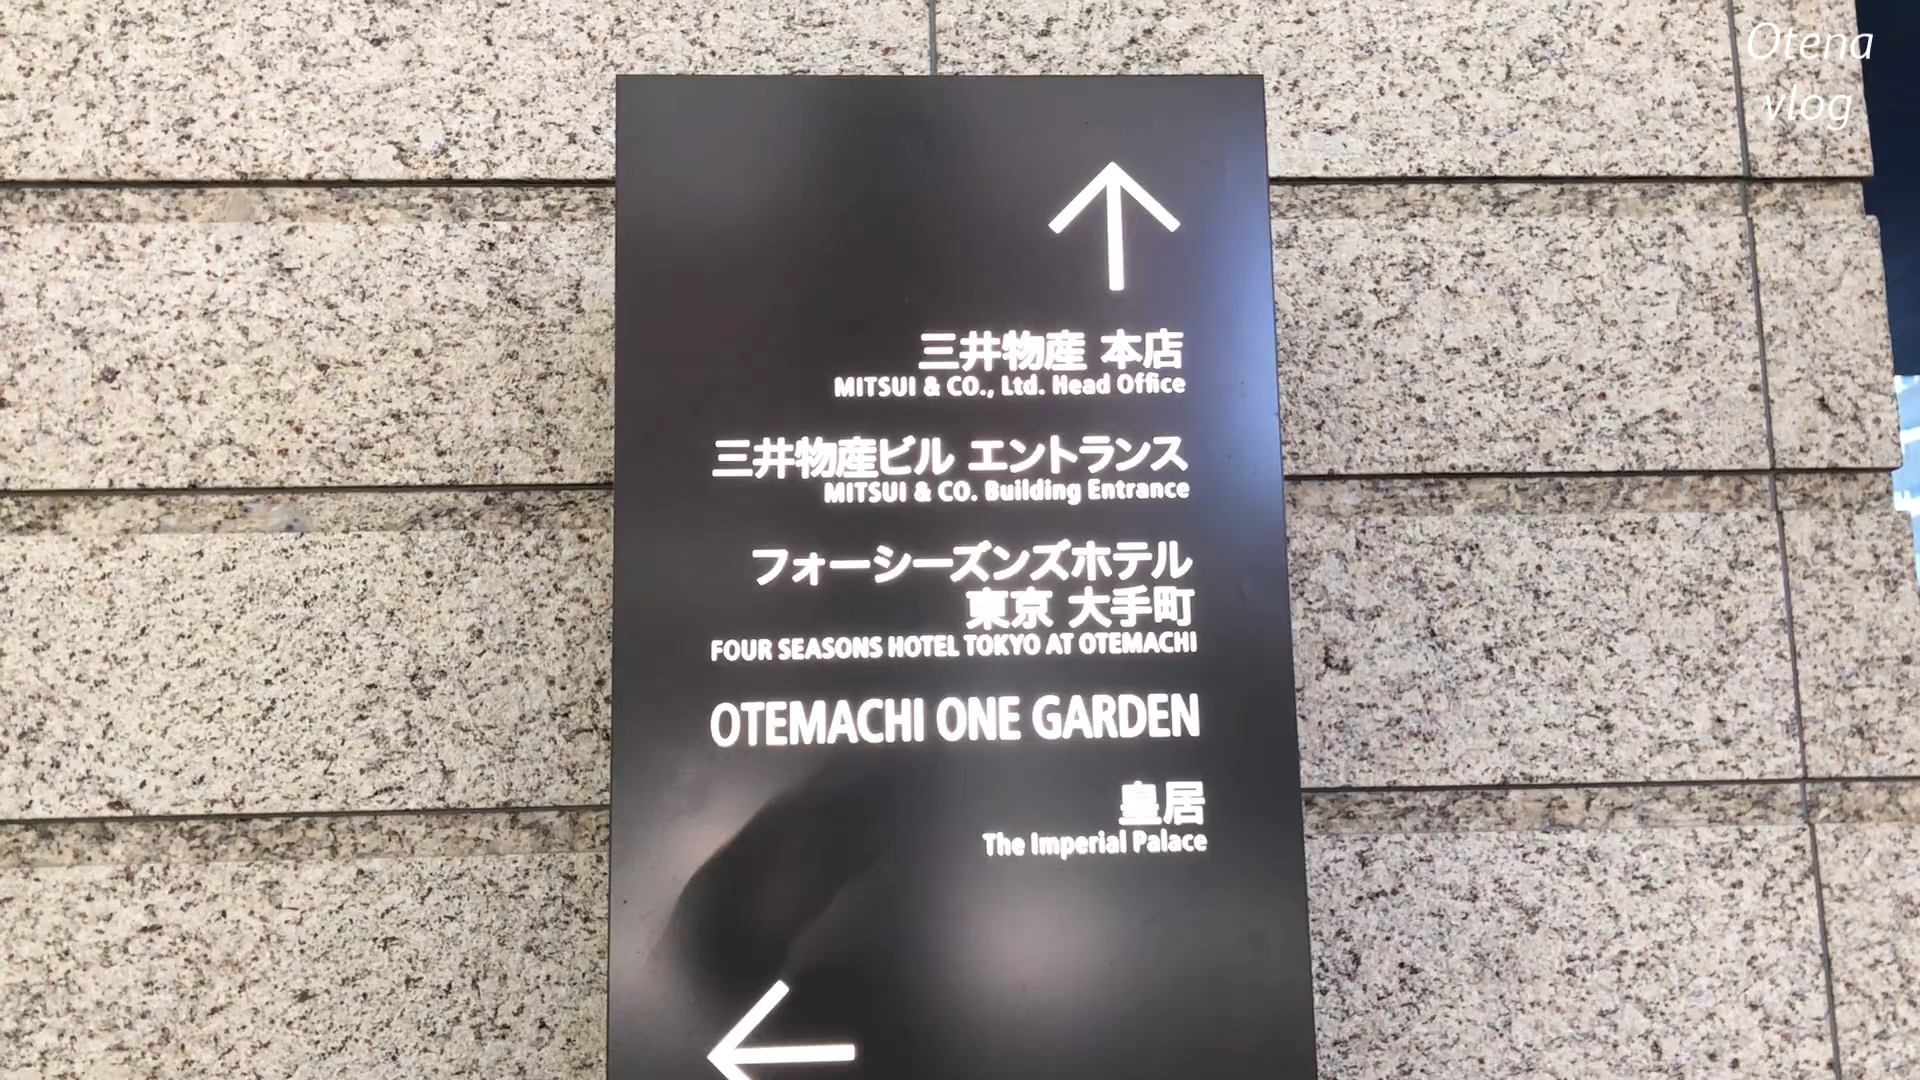 Otena
vlog
三井物産 本店
MITSUI & CO., Ltd. Head Office
三井物産ビル エントランス
MITSUI & CO. Building Entrance
フォーシーズンズホテル
東京 大手町
FOUR SEASONS HOTEL TOKYO AT OTEMACHI
OTEMACHI ONE GARDEN
皇居
The Imperial Palace